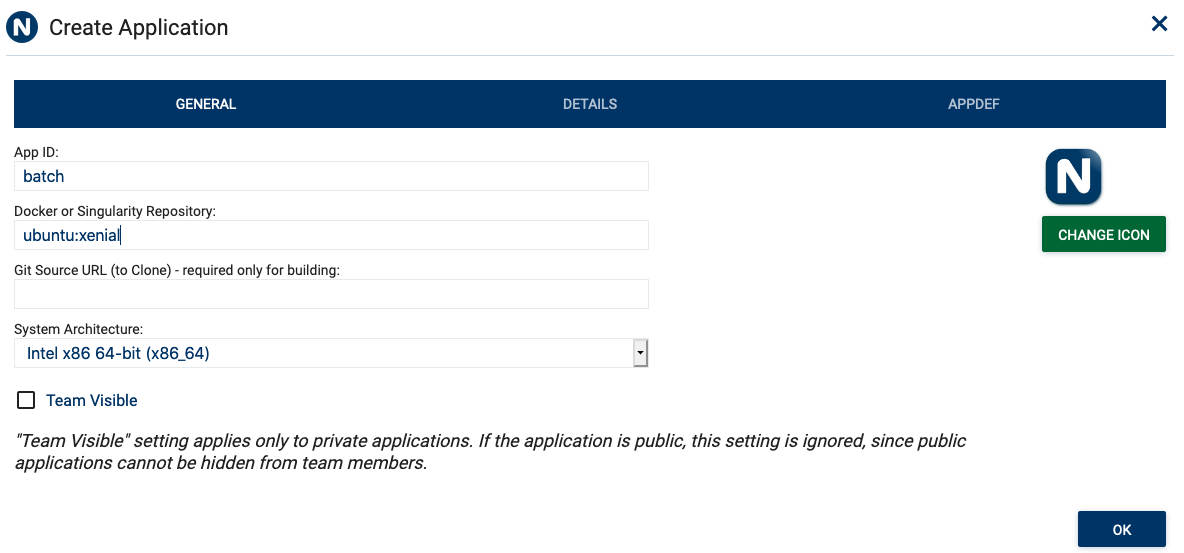 N Create Application
GENERAL DETAILS APPDEF
App ID:
batch
Docker or Singularity Repository:
ubuntu:xenial
Git Source URL (to Clone) - required only for building:
System Architecture:
Intel x86 64-bit (x86_64)
Team Visible
"Team Visible" setting applies only to private applications. If the application is public, this setting is ignored, since public
applications cannot be hidden from team members.
N
CHANGE ICON
OK